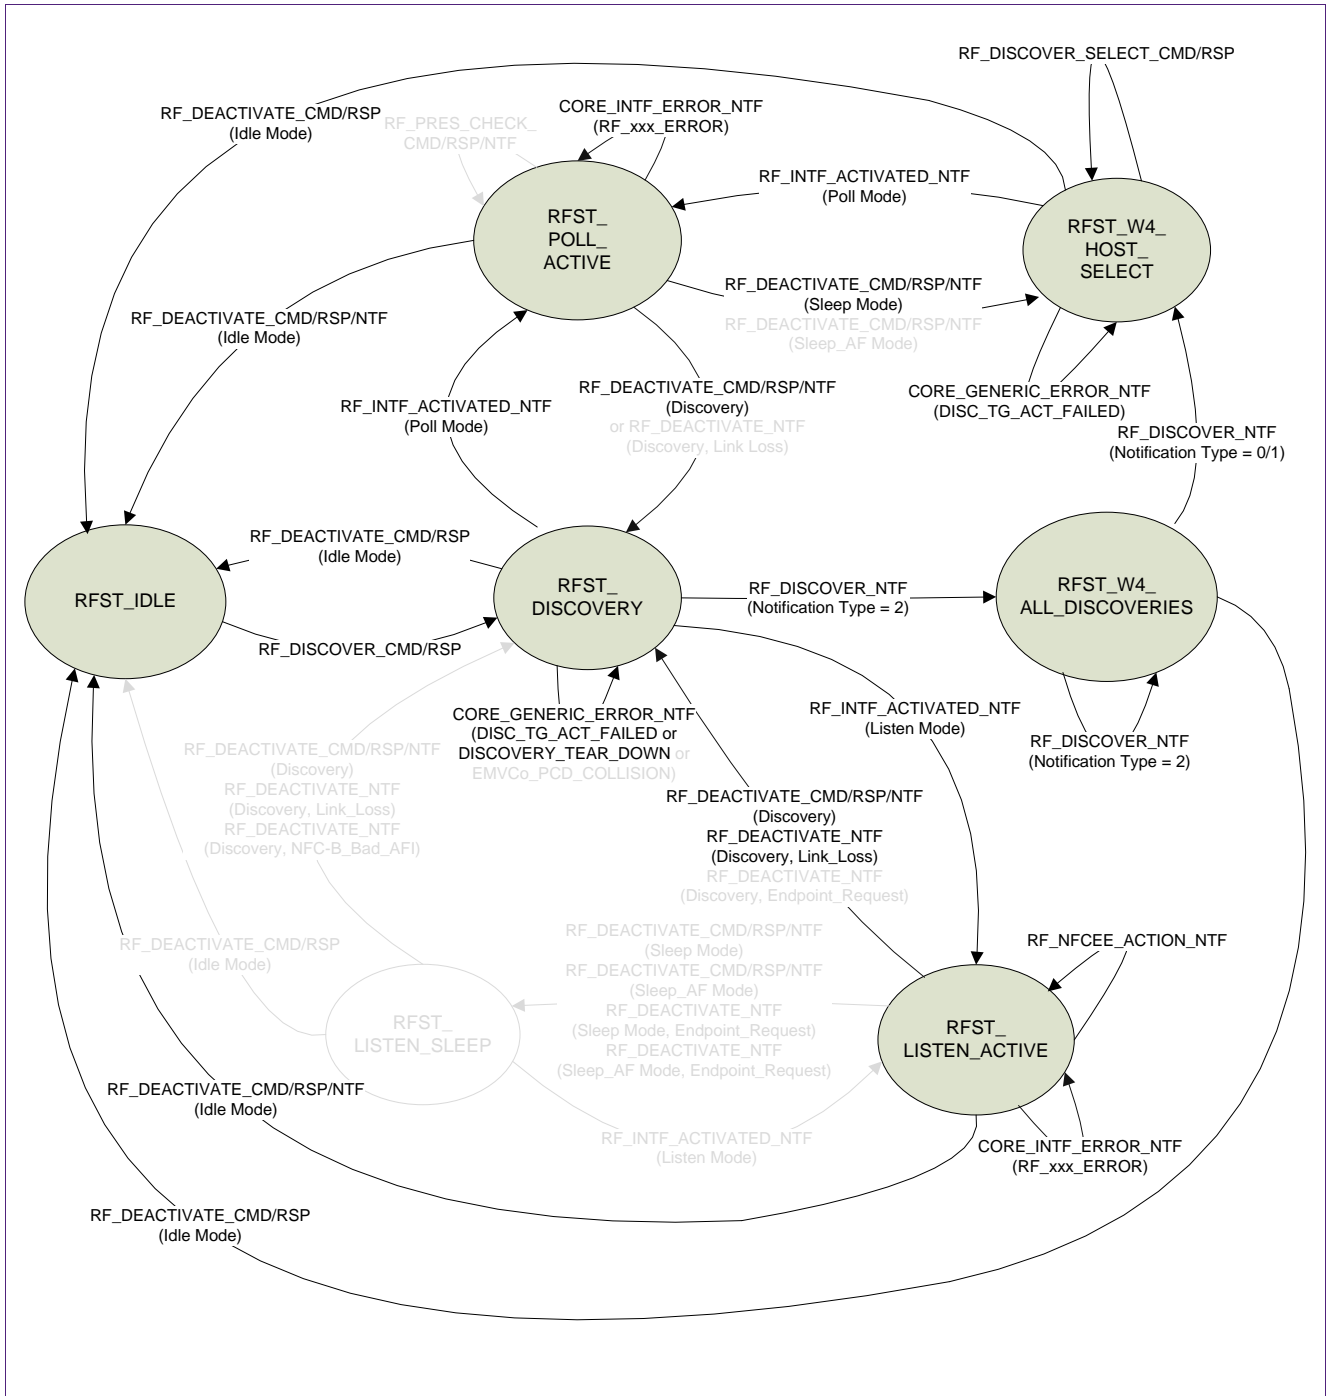 RF_DISCOVER_SELECT_CMD/RSP
RF_DEACTIVATE_CMD/RSP
(Idle Mode)
RF_PRES_CHECK_
CMD/RSP/NTF
CORE_INTF_ERROR_NTF
(RF_xxx_ERROR)
RF_INTF_ACTIVATED_NTF
(Poll Mode)
RFST_
POLL_
ACTIVE
RFST_W4_
HOST_
SELECT
RF_DEACTIVATE_CMD/RSP/NTF
(Sleep Mode)
RF_DEACTIVATE_CMD/RSP/NTF
(Sleep_AF Mode)
RF_DEACTIVATE_CMD/RSP/NTF
(Idle Mode)
RF_DEACTIVATE_CMD/RSP/NTF
(Discovery)
or RF_DEACTIVATE_NTF
(Discovery, Link Loss)
CORE_GENERIC_ERROR_NTF
(DISC_TG_ACT_FAILED)
RF_INTF_ACTIVATED_NTF
(Poll Mode)
RF_DISCOVER_NTF
(Notification Type = 0/1)
RF_DEACTIVATE_CMD/RSP
(Idle Mode)
RFST_IDLE
RFST_
DISCOVERY
RF_DISCOVER_NTF
(Notification Type = 2)
RFST_W4_
ALL_DISCOVERIES
RF_DISCOVER_CMD/RSP
CORE_GENERIC_ERROR_NTF
(DISC_TG_ACT_FAILED or
DISCOVERY_TEAR_DOWN or
EMVCo_PCD_COLLISION)
RF_INTF_ACTIVATED_NTF
(Listen Mode)
RF_DISCOVER_NTF
(Notification Type = 2)
RF_DEACTIVATE_CMD/RSP/NTF
(Discovery)
RF_DEACTIVATE_NTF
(Discovery, Link_Loss)
RF_DEACTIVATE_NTF
(Discovery, NFC-B_Bad_AFI)
RF_DEACTIVATE_CMD/RSP/NTF
(Discovery)
RF_DEACTIVATE_NTF
(Discovery, Link_Loss)
RF_DEACTIVATE_NTF
(Discovery, Endpoint_Request)
RF_DEACTIVATE_CMD/RSP
(Idle Mode)
RF_DEACTIVATE_CMD/RSP/NTF
(Sleep Mode)
RF_DEACTIVATE_CMD/RSP/NTF
(Sleep_AF Mode)
RF_DEACTIVATE_NTF
(Sleep Mode, Endpoint_Request)
RF_DEACTIVATE_NTF
(Sleep_AF Mode, Endpoint_Request)
RF_NFCEE_ACTION_NTF
RFST_
LISTEN_SLEEP
RFST_
LISTEN_ACTIVE
RF_DEACTIVATE_CMD/RSP/NTF
(Idle Mode)
RF_INTF_ACTIVATED_NTF
(Listen Mode)
CORE_INTF_ERROR_NTF
(RF_xxx_ERROR)
RF_DEACTIVATE_CMD/RSP
(Idle Mode)